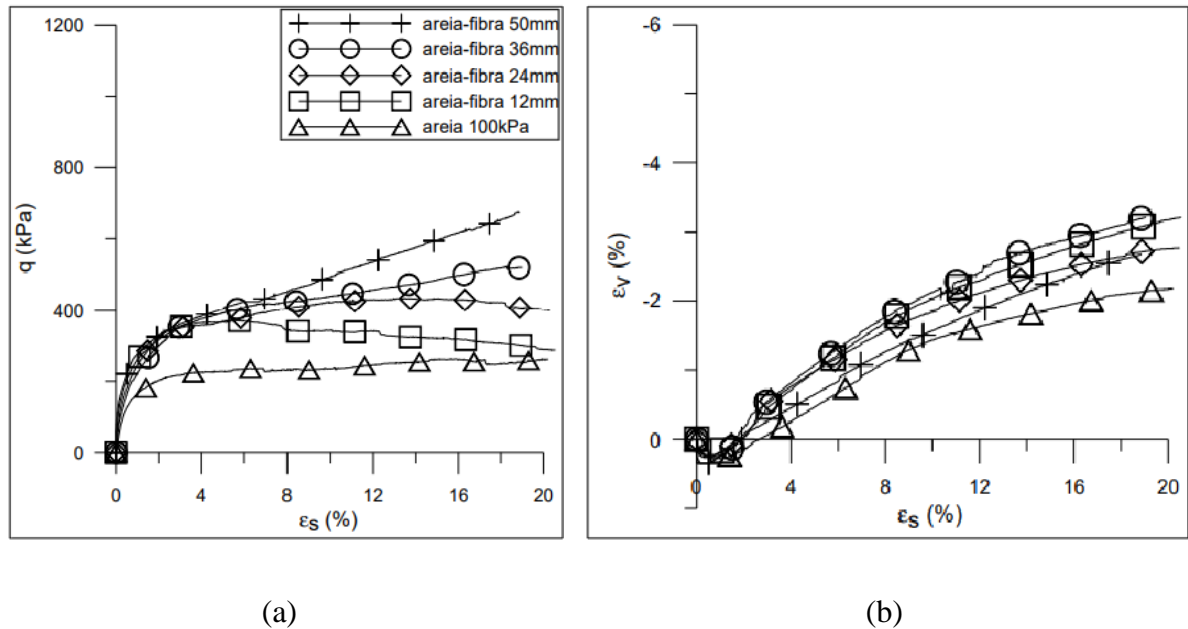 1200
800
400
0
q (kPa)
0
4
8
12
16
20
εs (%)
areia-fibra 50mm
areia-fibra 36mm
areia-fibra 24mm
areia-fibra 12mm
areia 100kPa
-6
-4
-2
0
εv (%)
4
8
12
16
20
εs (%)
(a)
(b)